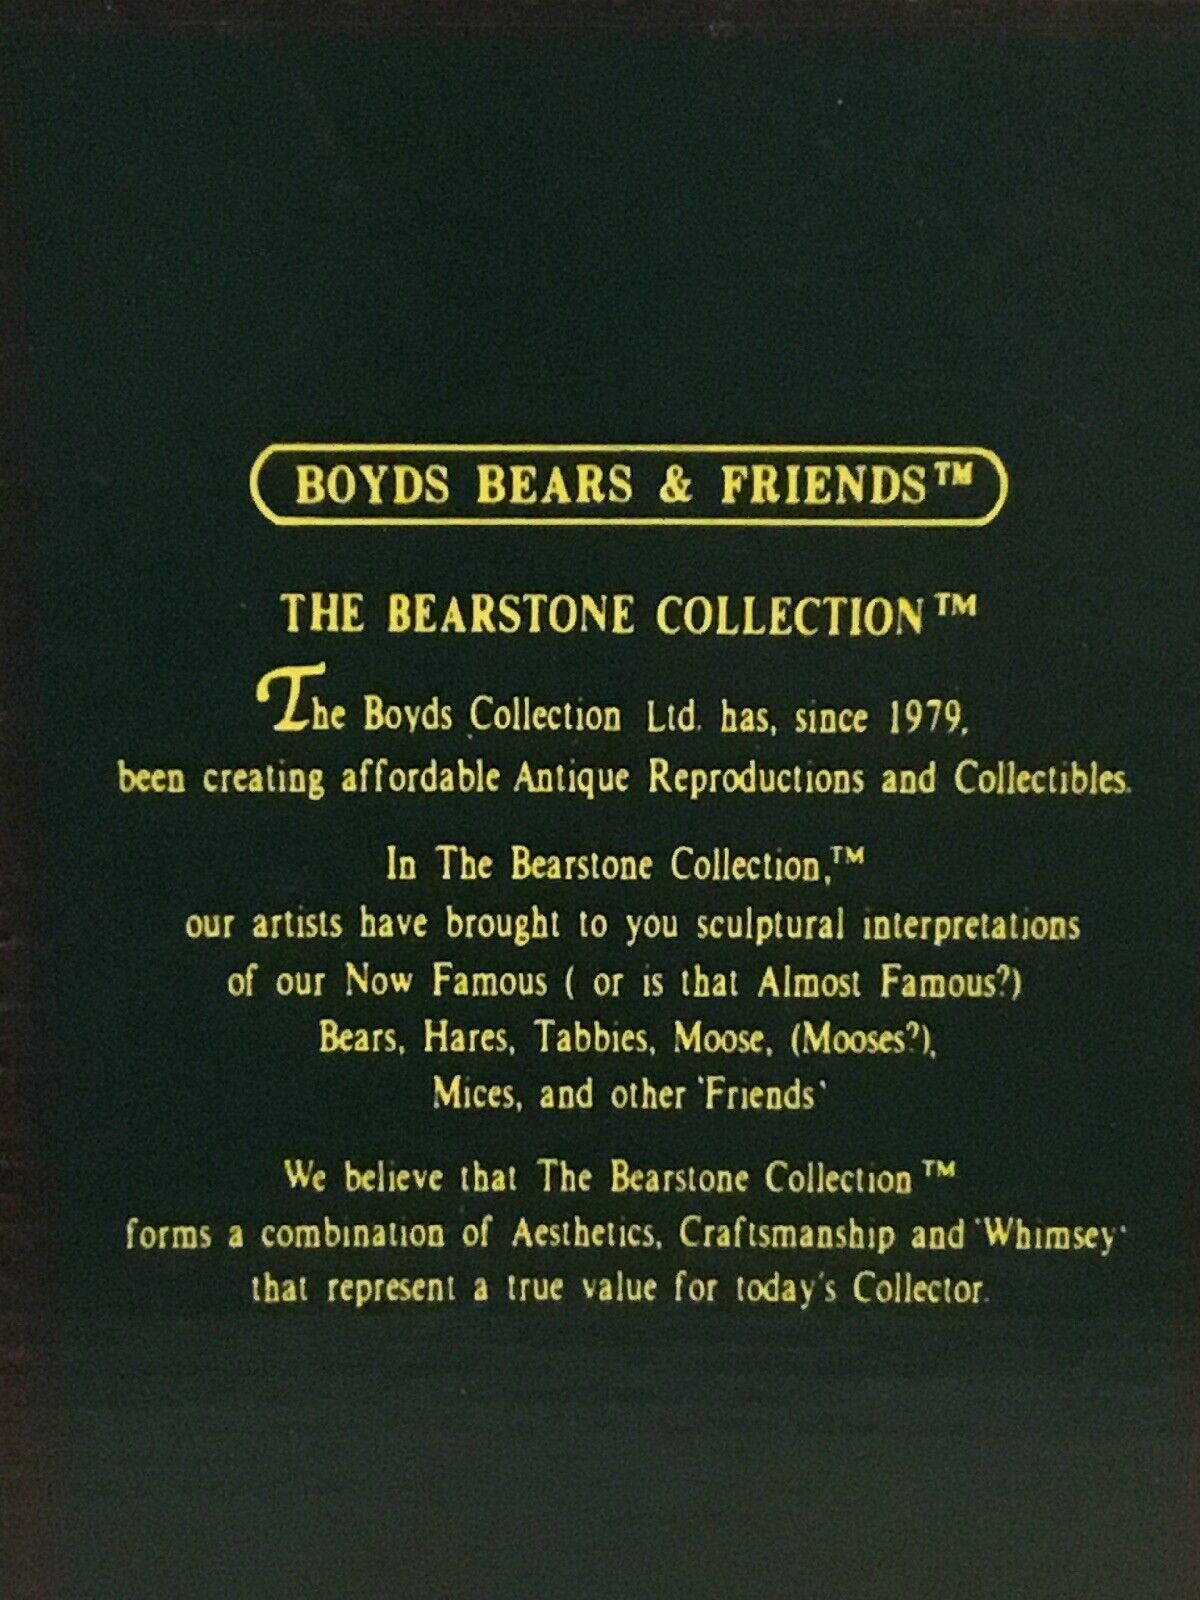 BOYDS BEARS & FRIENDS™
THE BEARSTONE COLLECTION™
The Boyds Collection Ltd. has, since 1979,
been creating affordable Antique Reproductions and Collectibles.
In The Bearstone Collection,™
our artists have brought to you sculptural interpretations
of our Now Famous ( or is that Almost Famous?)
Bears, Hares, Tabbies, Moose, (Mooses?),
Mices, and other 'Friends'
We believe that The Bearstone Collection ™
forms a combination of Aesthetics, Craftsmanship and 'Whimsey'
that represent a true value for today's Collector.